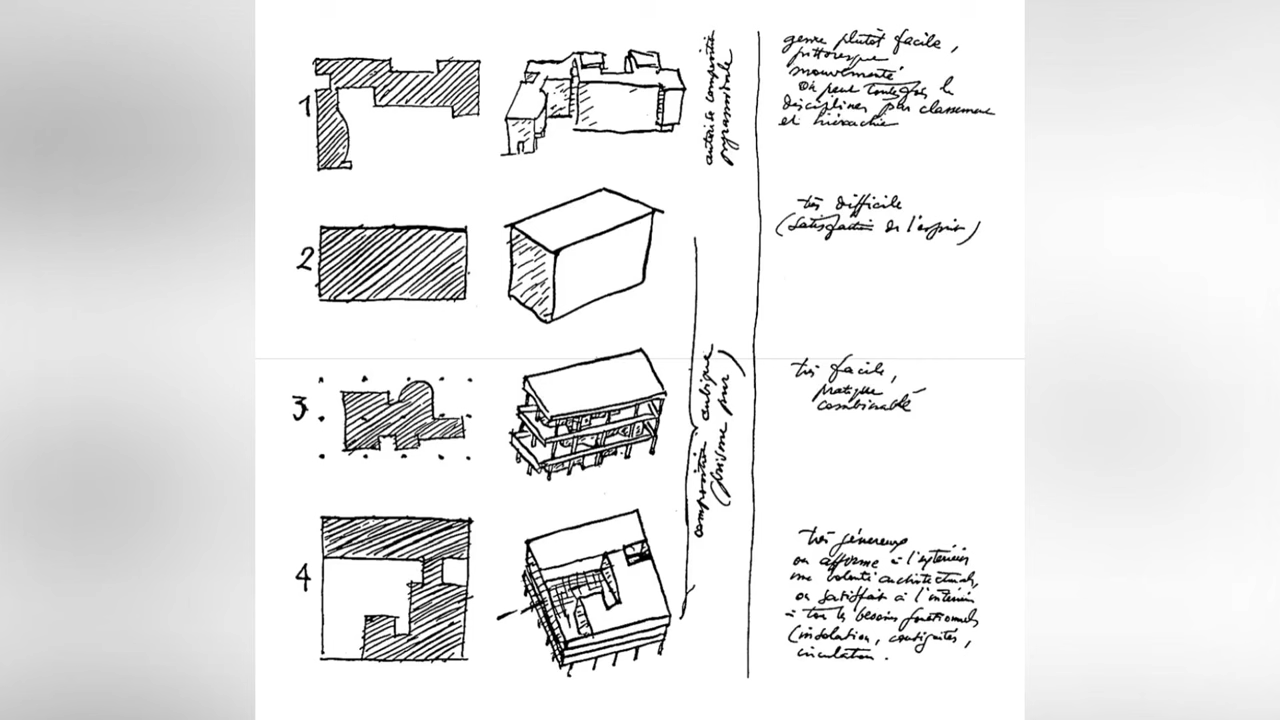 1
genre plutôt facile,
pittoresque
mouvementé
On peut toutefois le
discipliner par classement
et hiérarchie
composition
pyramidale
2
très difficile
(satisfaction de l'esprit)
3
très facile,
pratique
combinable
composition cubique
(prisme pur)
4
très généreux
on affirme à l'extérieur
une volonté architecturale,
on satisfait à l'intérieur
à tous les besoins fonctionnels
(insolation, contiguités,
circulation.